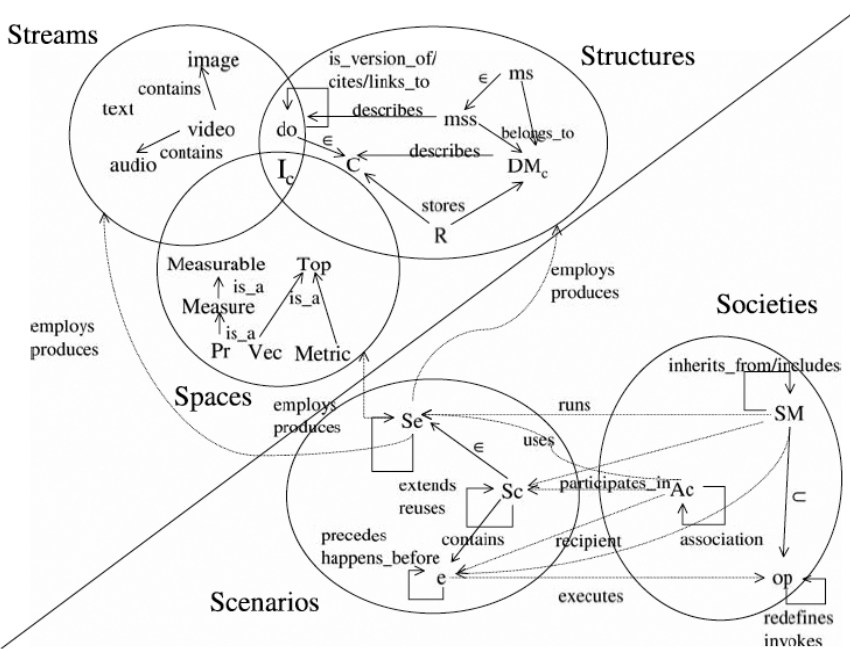 Streams
image
contains
text
video
audio
contains
is_version_of/
cites/links_to
do
∈
I_c
C
Structures
∈
ms
describes
mss
belongs_to
describes
DM_c
stores
R
Measurable
Top
is_a
is_a
Measure
is_a
Pr
Vec
Metric
Spaces
employs
produces
employs
produces
employs
produces
Societies
inherits_from/includes
runs
SM
Se
uses
∈
extends
reuses
Sc
participates_in
Ac
⊂
precedes
happens_before
contains
recipient
association
e
op
executes
Scenarios
redefines
invokes